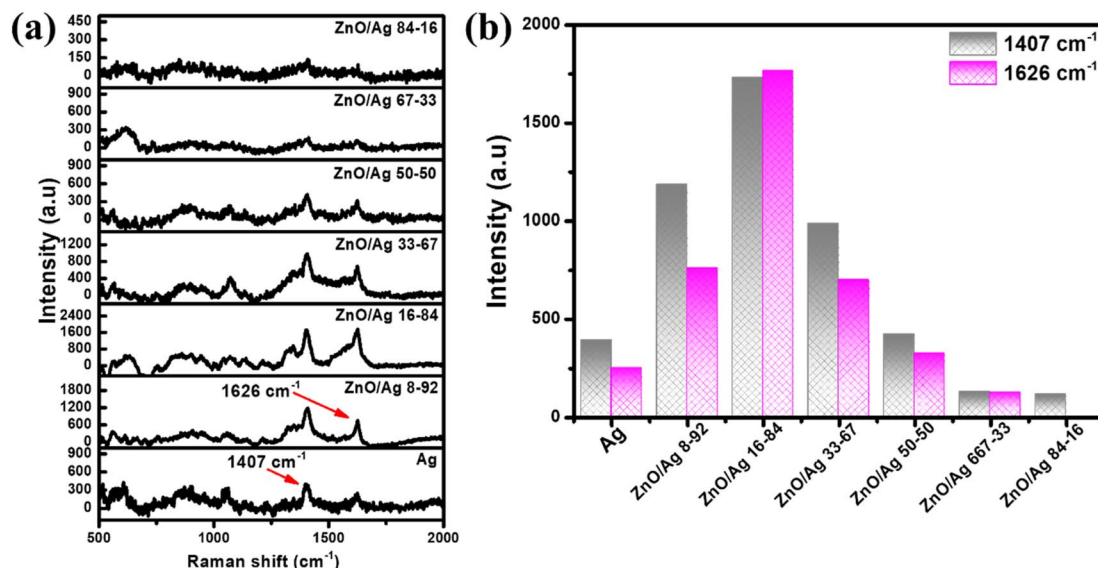 (a)
Intensity (a.u)
450
300
150
0
ZnO/Ag 84-16
900
600
300
0
ZnO/Ag 67-33
900
600
300
0
ZnO/Ag 50-50
1200
800
400
0
ZnO/Ag 33-67
2400
1600
800
0
ZnO/Ag 16-84
1800
1200
600
0
ZnO/Ag 8-92
1626 cm⁻¹
900
600
300
0
Ag
1407 cm⁻¹
500 1000 1500 2000
Raman shift (cm⁻¹)
(b)
Intensity (a.u)
2000
1500
1000
500
0
1407 cm⁻¹
1626 cm⁻¹
Ag
ZnO/Ag 8-92
ZnO/Ag 16-84
ZnO/Ag 33-67
ZnO/Ag 50-50
ZnO/Ag 667-33
ZnO/Ag 84-16